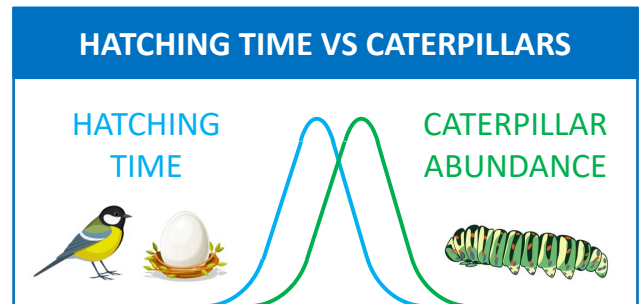 HATCHING TIME VS CATERPILLARS
HATCHING
TIME
CATERPILLAR
ABUNDANCE